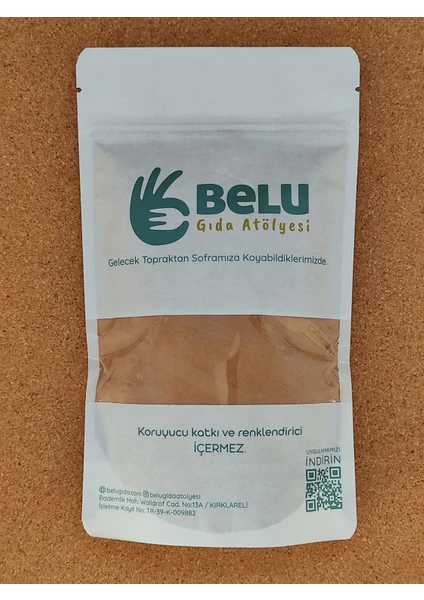 BeLU
Gıda Atölyesi
Gelecek Topraktan Soframıza Koyabildiklerimizde.
Koruyucu katkı ve renklendirici
İÇERMEZ.
UYGULAMAMIZI
İNDİRİN
belugida.com belugidaatolyesi
Bademlik Mah. Walldrof Cad. No:13A / KIRKLARELİ
İşletme Kayıt No: TR-39-K-009882